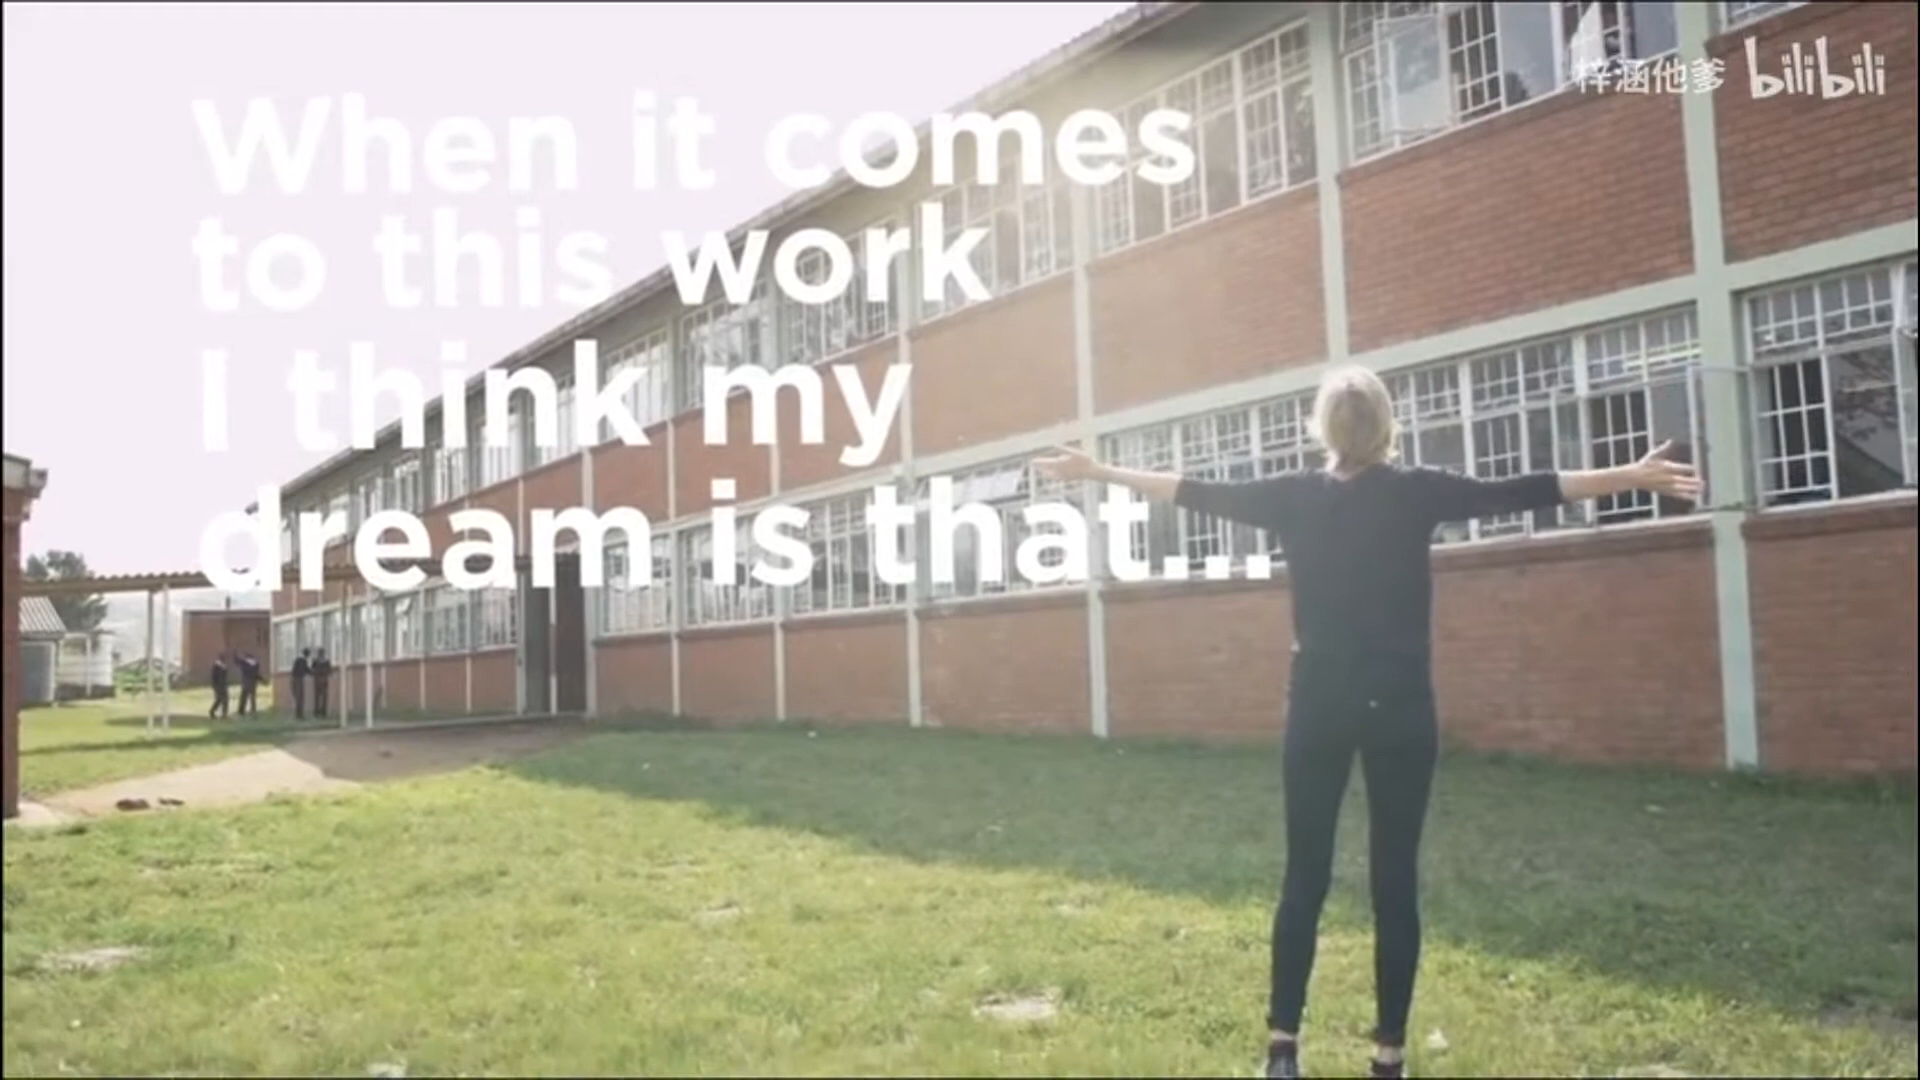 梓涵他爹 bilibili
When it comes
to this work
I think my
dream is that...